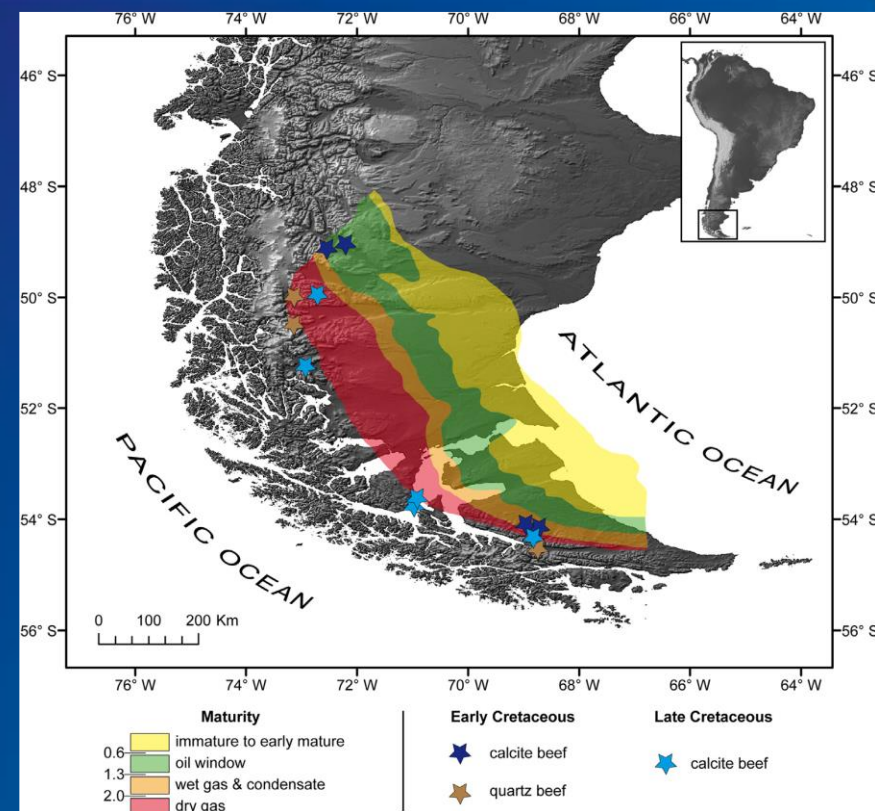 76° W 74° W 72° W 70° W 68° W 66° W 64° W
46° S 46° S
48° S 48° S
50° S 50° S
ATLANTIC OCEAN
52° S 52° S
PACIFIC OCEAN
54° S 54° S
0 100 200 Km
56° S 56° S
76° W 74° W 72° W 70° W 68° W 66° W 64° W
Maturity
immature to early mature
0.6
oil window
1.3
wet gas & condensate
2.0
dry gas
Early Cretaceous
calcite beef
quartz beef
Late Cretaceous
calcite beef